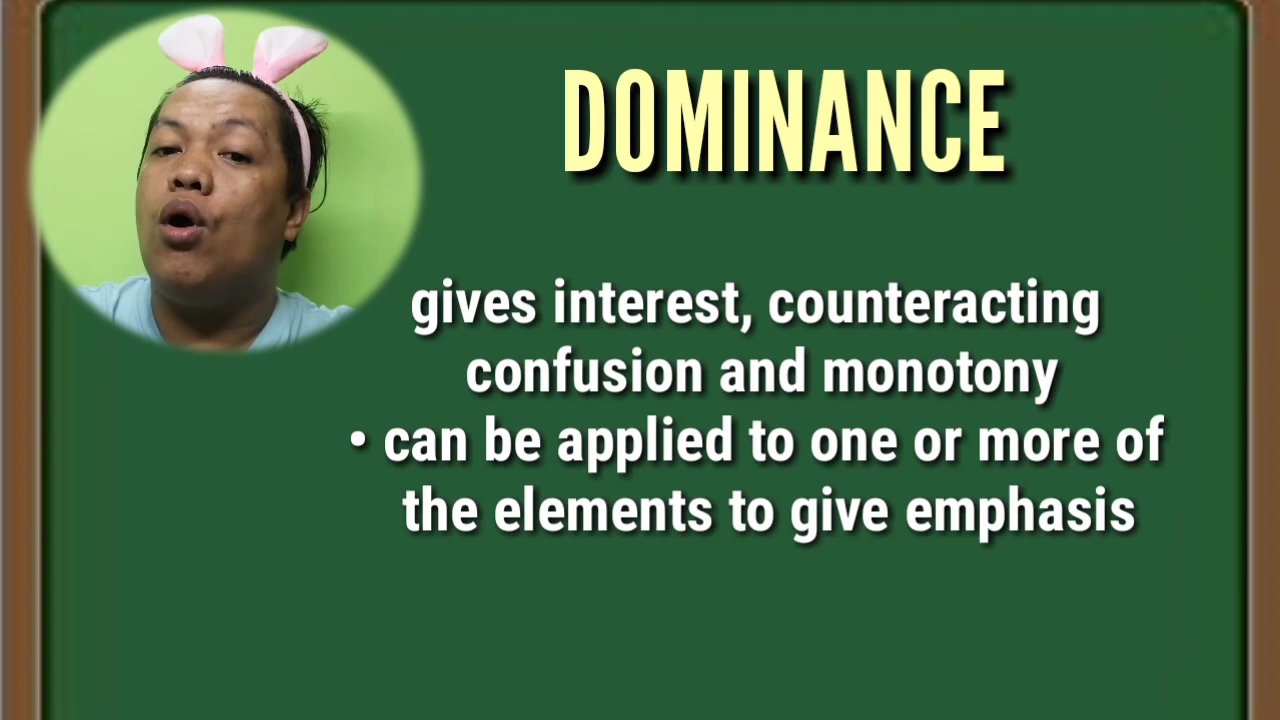 DOMINANCE
gives interest, counteracting
confusion and monotony
• can be applied to one or more of
the elements to give emphasis